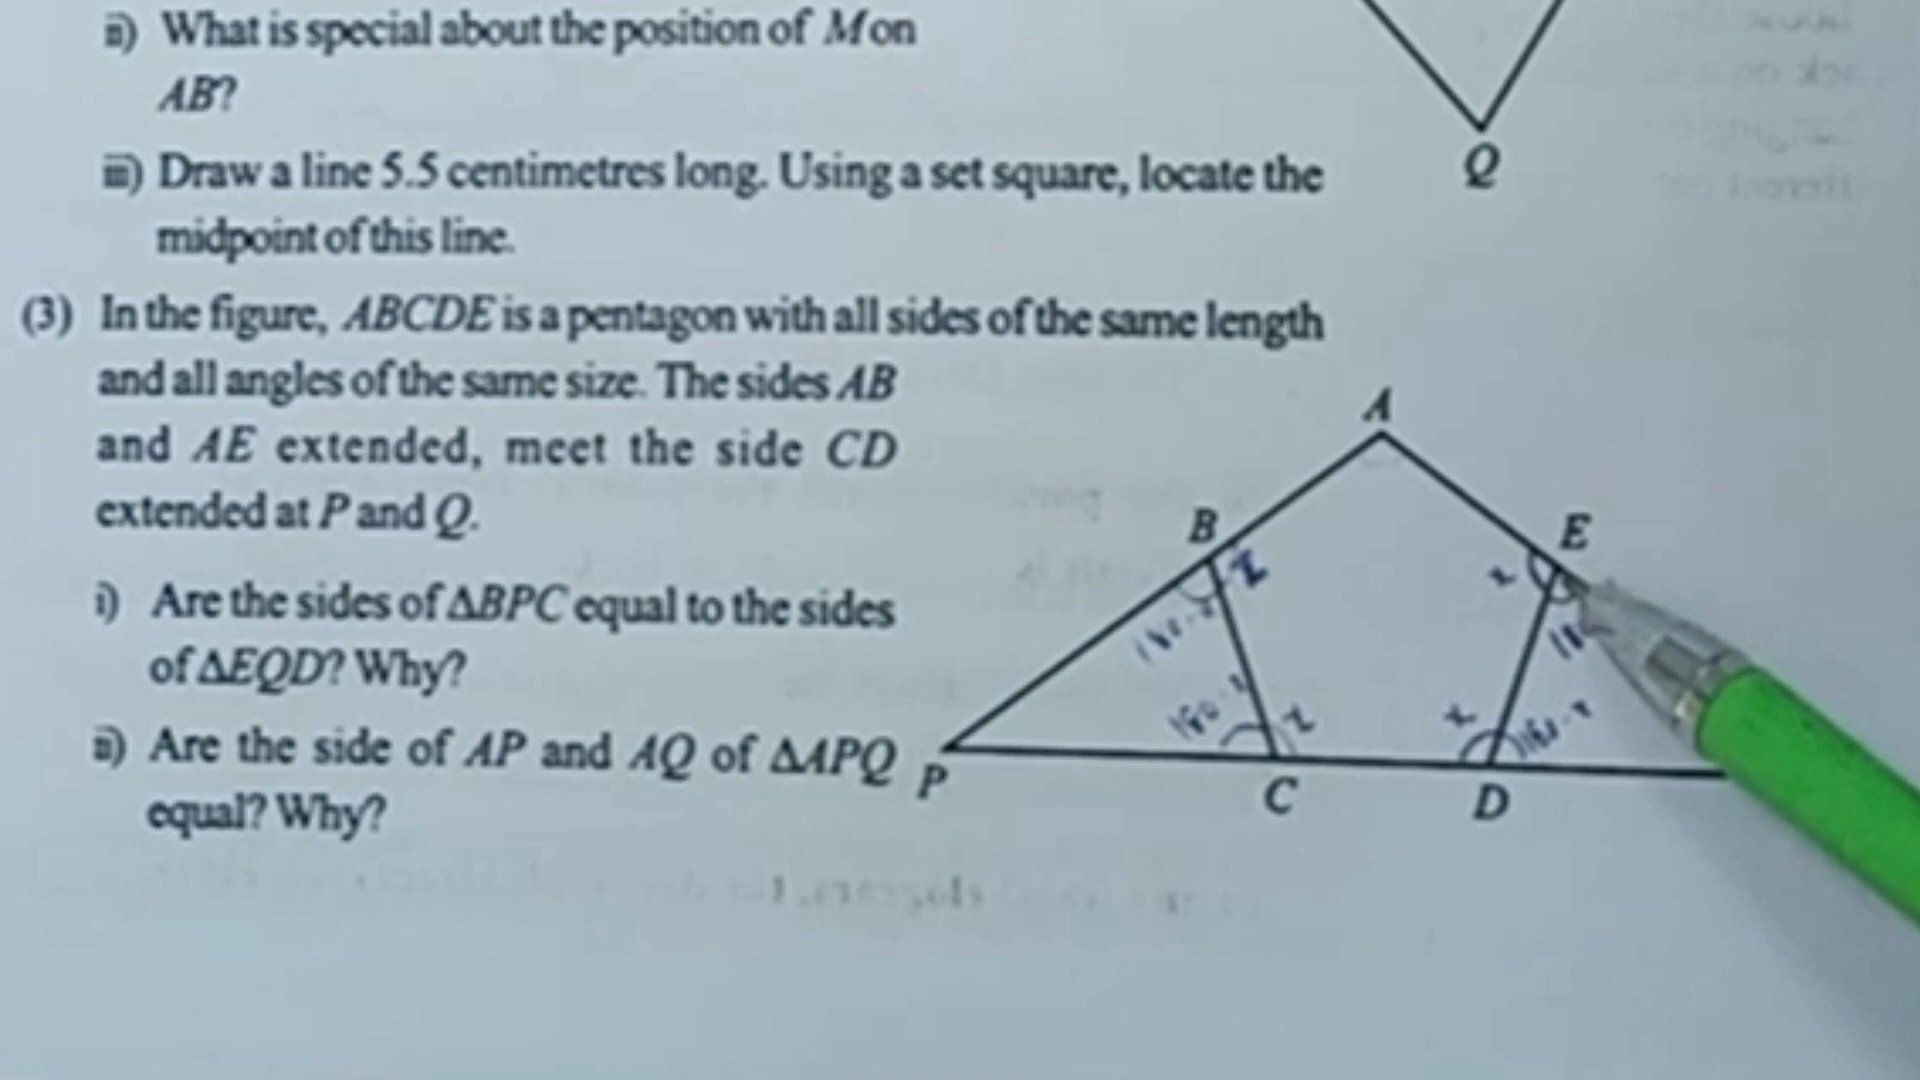 ii) What is special about the position of M on
AB?
iii) Draw a line 5.5 centimetres long. Using a set square, locate the
midpoint of this line.
Q
(3) In the figure, ABCDE is a pentagon with all sides of the same length
and all angles of the same size. The sides AB
and AE extended, meet the side CD
extended at P and Q.
i) Are the sides of ΔBPC equal to the sides
of ΔEQD? Why?
ii) Are the side of AP and AQ of ΔAPQ
equal? Why?
A
B
E
x
x
180-x
180-x
x
x
180-x
P
C
D